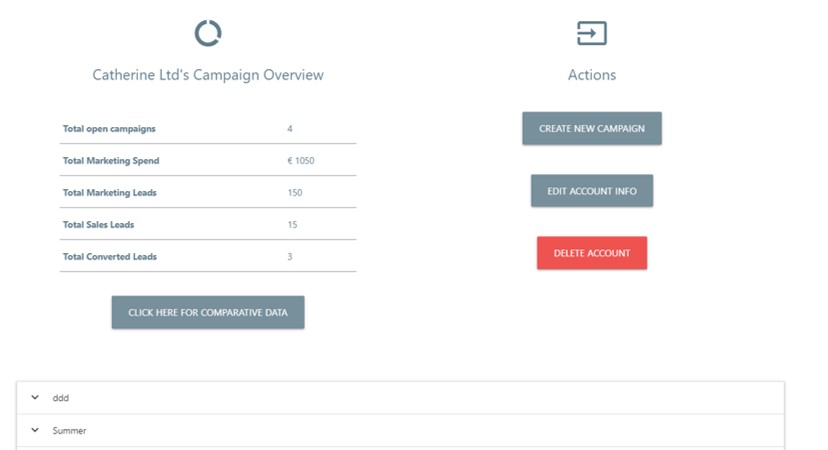 Catherine Ltd's Campaign Overview
Total open campaigns 4
Total Marketing Spend € 1050
Total Marketing Leads 150
Total Sales Leads 15
Total Converted Leads 3
CLICK HERE FOR COMPARATIVE DATA
Actions
CREATE NEW CAMPAIGN
EDIT ACCOUNT INFO
DELETE ACCOUNT
ddd
Summer